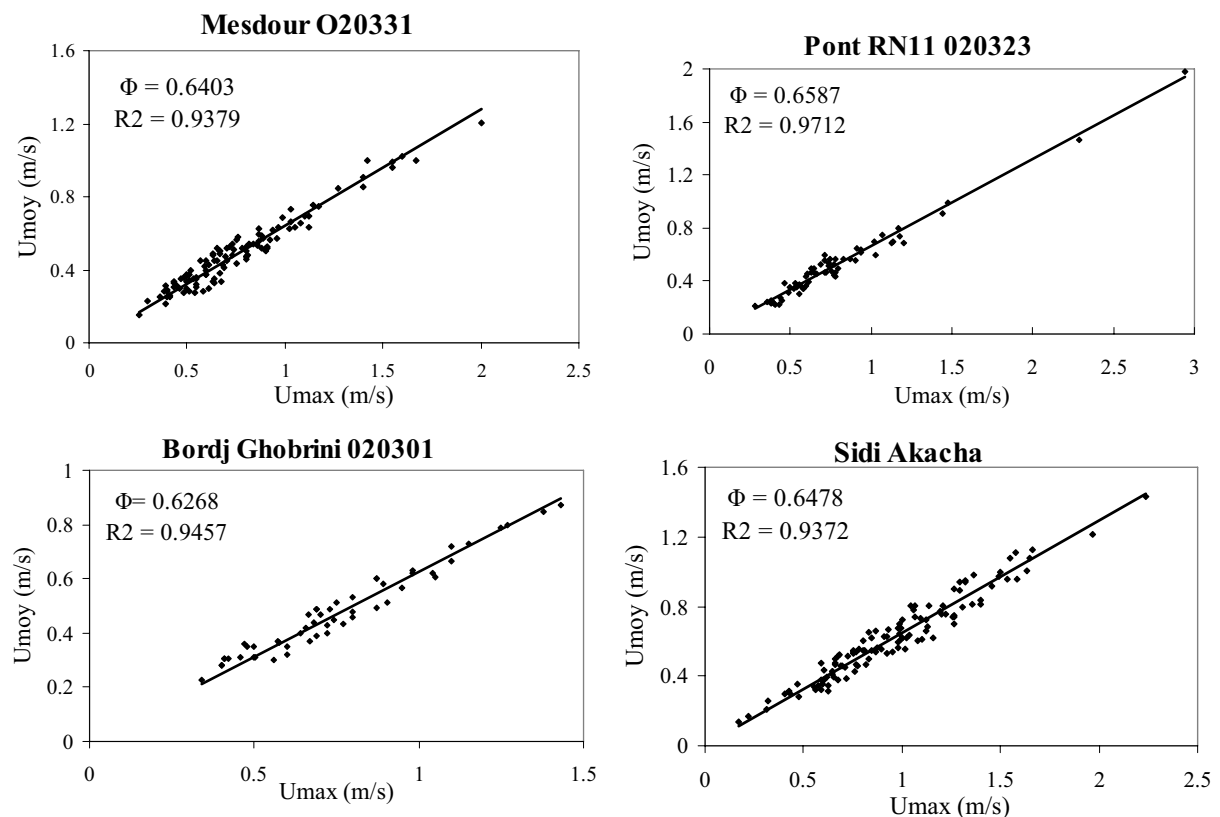 Mesdour O20331
1.6
1.2
0.8
0.4
0
Umoy (m/s)
Φ = 0.6403
R2 = 0.9379
0
0.5
1
1.5
2
2.5
Umax (m/s)
Pont RN11 020323
2
1.6
1.2
0.8
0.4
0
Umoy (m/s)
Φ = 0.6587
R2 = 0.9712
0
0.5
1
1.5
2
2.5
3
Umax (m/s)
Bordj Ghobrini 020301
1
0.8
0.6
0.4
0.2
0
Umoy (m/s)
Φ= 0.6268
R2 = 0.9457
0
0.5
1
1.5
Umax (m/s)
Sidi Akacha
1.6
1.2
0.8
0.4
0
Umoy (m/s)
Φ = 0.6478
R2 = 0.9372
0
0.5
1
1.5
2
2.5
Umax (m/s)